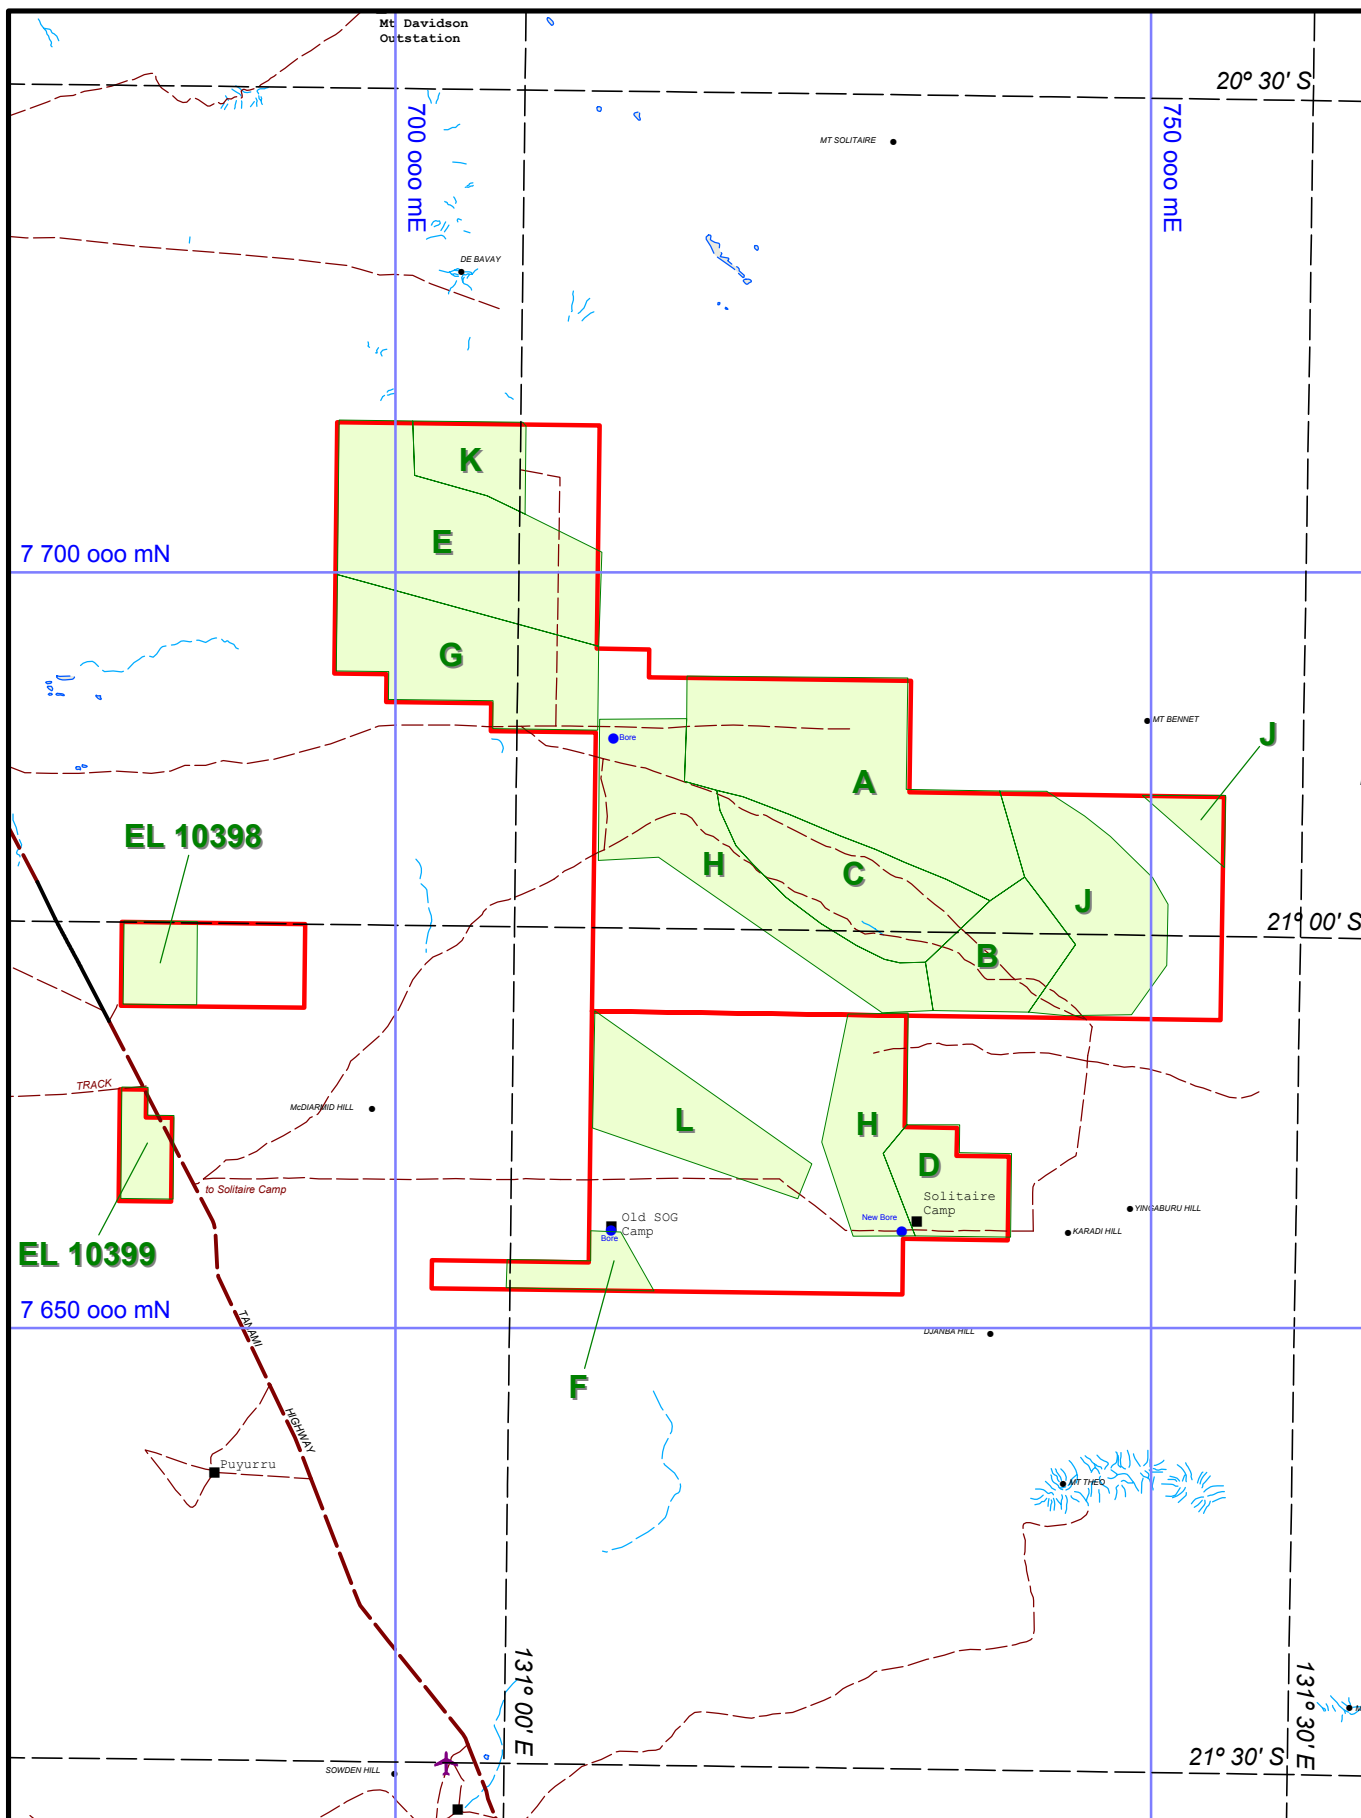 Mt Davidson
Outstation
20° 30' S
700 000 mE
750 000 mE
MT SOLITAIRE
DE BAVAY
K
E
7 700 000 mN
G
MT BENNET
Bore
J
A
EL 10398
H
C
J
21° 00' S
B
TRACK
McDIARMID HILL
L
H
D
to Solitaire Camp
Solitaire
Camp
YINGABURU HILL
Old SOG
Camp
New Bore
KARADI HILL
Bore
EL 10399
7 650 000 mN
TANAMI
DJANBA HILL
F
HIGHWAY
Puyurru
MT THEO
131° 00' E
131° 30' E
21° 30' S
SOWDEN HILL